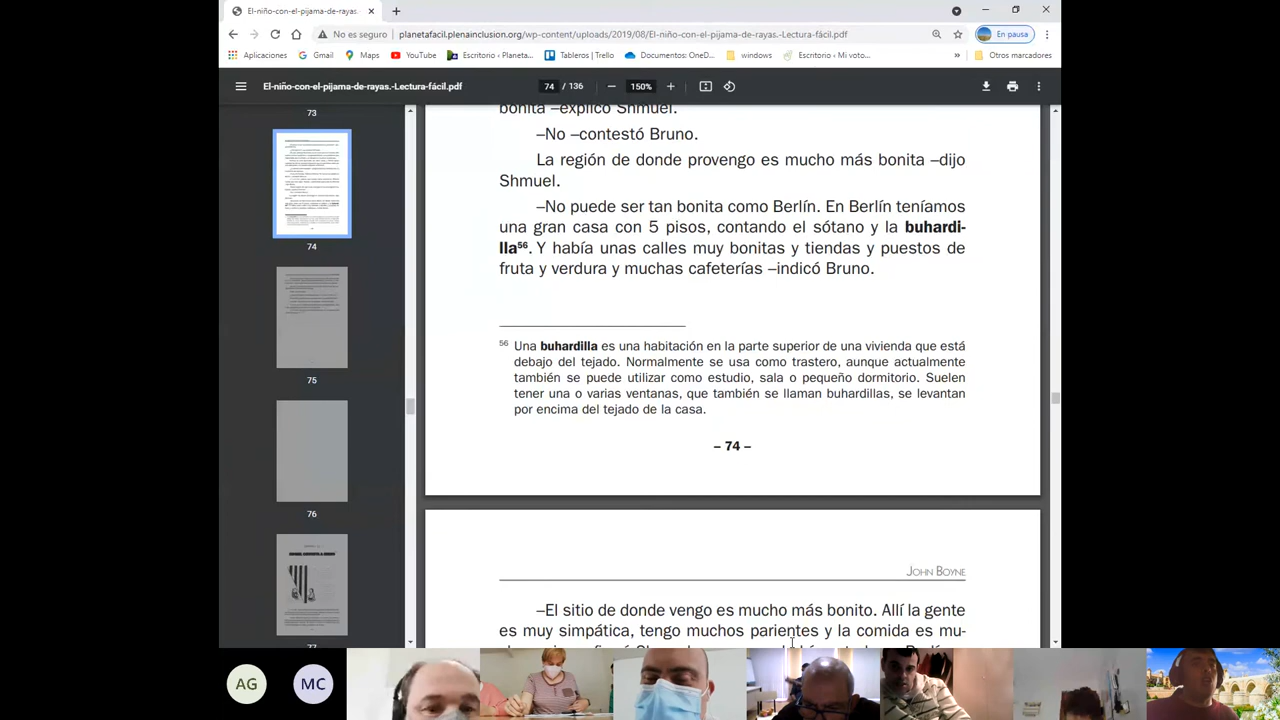 El-niño-con-el-pijama-de-rayas.-
No es seguro
planetafacil.plenainclusion.org/wp-content/uploads/2019/08/El-niño-con-el-pijama-de-rayas.-Lectura-fácil.pdf
En pausa
Aplicaciones
Gmail
Maps
YouTube
Escritorio ‹ Planeta...
Tableros | Trello
Documentos: OneD...
windows
Escritorio ‹ Mi voto...
»
Otros marcadores
El-niño-con-el-pijama-de-rayas.-Lectura-fácil.pdf
74 / 136
150%
73
74
75
76
77
bonita –explicó Shmuel.
–No –contestó Bruno.
La región de donde provengo es mucho más bonita –dijo
Shmuel.
–No puede ser tan bonita como Berlín. En Berlín teníamos
una gran casa con 5 pisos, contando el sótano y la buhardi-
lla⁵⁶. Y había unas calles muy bonitas y tiendas y puestos de
fruta y verdura y muchas cafeterías –indicó Bruno.
56 Una buhardilla es una habitación en la parte superior de una vivienda que está
debajo del tejado. Normalmente se usa como trastero, aunque actualmente
también se puede utilizar como estudio, sala o pequeño dormitorio. Suelen
tener una o varias ventanas, que también se llaman buhardillas, se levantan
por encima del tejado de la casa.
– 74 –
John Boyne
–El sitio de donde vengo es mucho más bonito. Allí la gente
es muy simpática, tengo muchos parientes y la comida es mu-
AG
MC